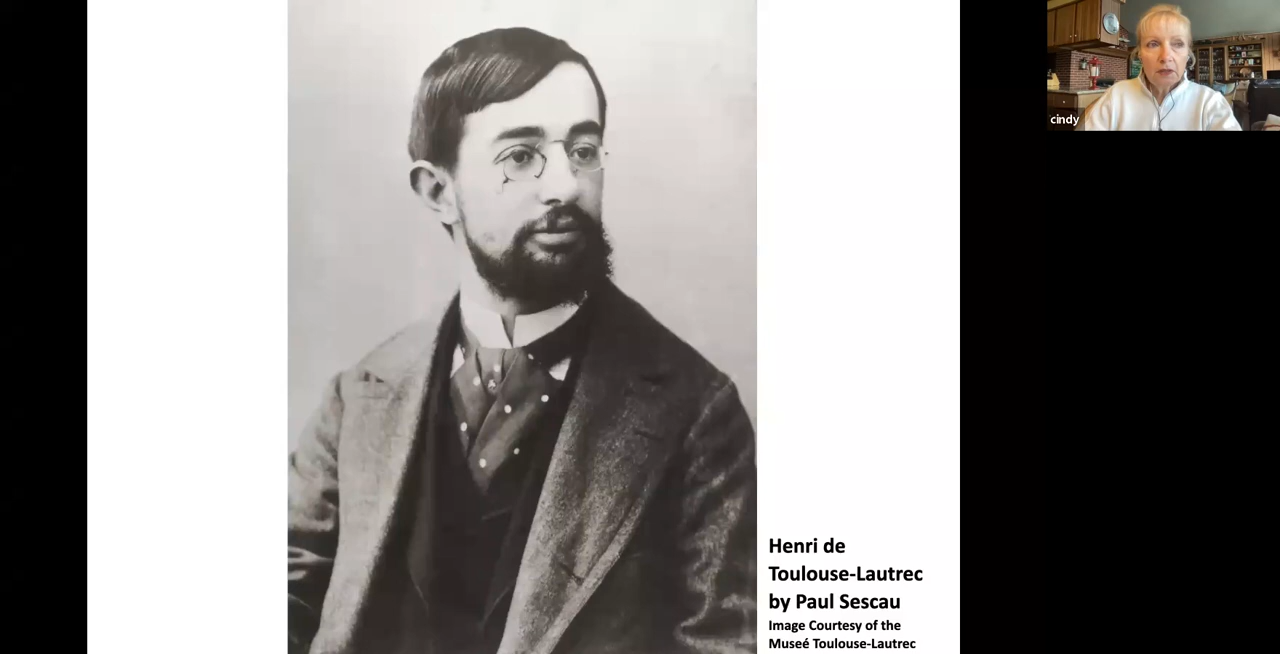 cindy
Henri de
Toulouse-Lautrec
by Paul Sescau
Image Courtesy of the
Museé Toulouse-Lautrec